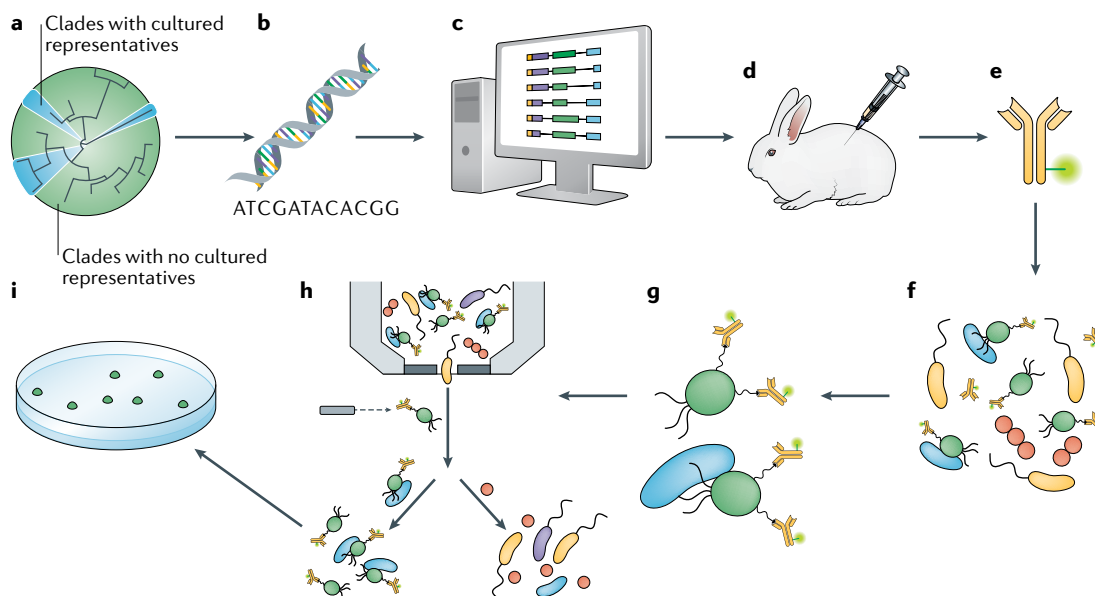 a
Clades with cultured
representatives
b
c
d
e
ATCGATACACGG
Clades with no cultured
representatives
i
h
g
f